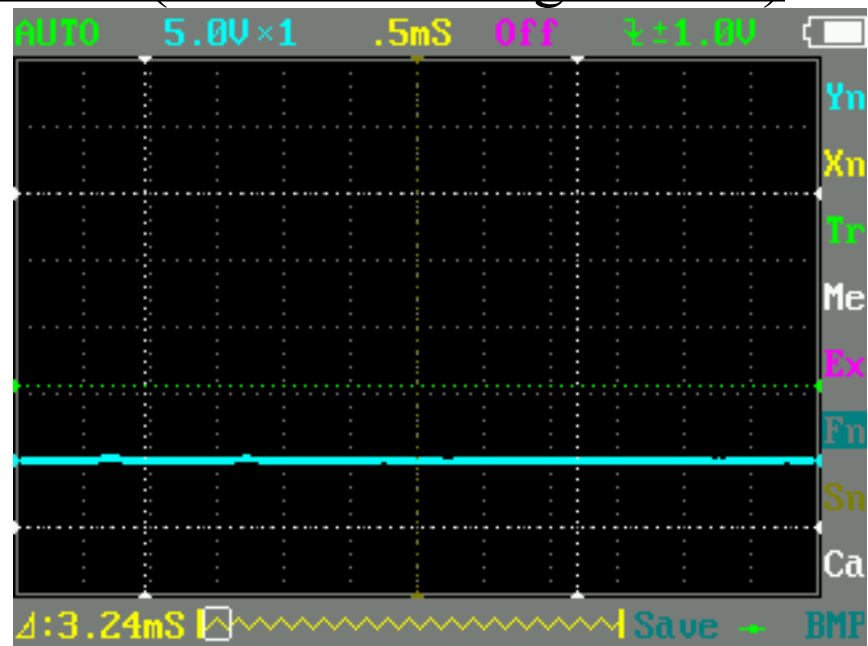 AUTO 5.0V×1 .5mS Off ±1.0V
Yn
Xn
Tr
Me
Ex
Fn
Sn
Ca
⊿:3.24mS Save BMP